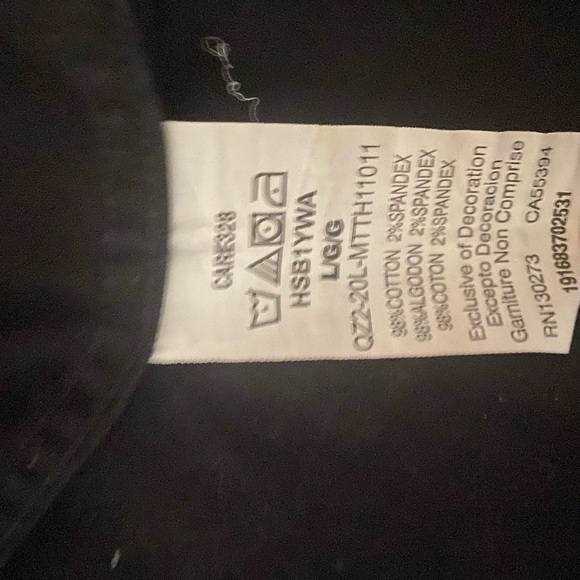 CARE328
HSB1YWA
L/G/G
QZ2-20L-MTTH11011
98%COTTON 2%SPANDEX
98%ALGODON 2%SPANDEX
98%COTON 2%SPANDEX
Exclusive of Decoration
Excepto Decoracion
Garniture Non Comprise
RN130273 CA55394
191683702531